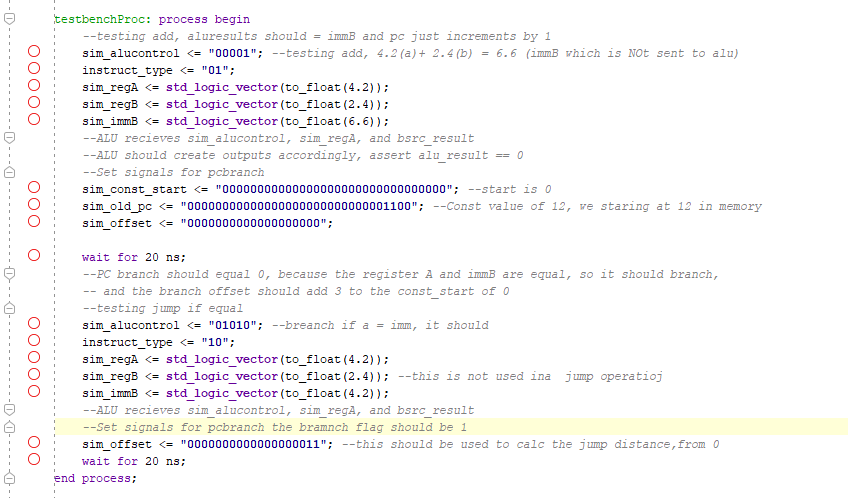 testbenchProc: process begin
--testing add, aluresults should = immB and pc just increments by 1
sim_alucontrol <= "00001"; --testing add, 4.2(a)+ 2.4(b) = 6.6 (immB which is NOt sent to alu)
instruct_type <= "01";
sim_regA <= std_logic_vector(to_float(4.2));
sim_regB <= std_logic_vector(to_float(2.4));
sim_immB <= std_logic_vector(to_float(6.6));
--ALU recieves sim_alucontrol, sim_regA, and bsrc_result
--ALU should create outputs accordingly, assert alu_result == 0
--Set signals for pcbranch
sim_const_start <= "00000000000000000000000000000000"; --start is 0
sim_old_pc <= "00000000000000000000000000001100"; --Const value of 12, we staring at 12 in memory
sim_offset <= "0000000000000000000";
wait for 20 ns;
--PC branch should equal 0, because the register A and immB are equal, so it should branch,
-- and the branch offset should add 3 to the const_start of 0
--testing jump if equal
sim_alucontrol <= "01010"; --breanch if a = imm, it should
instruct_type <= "10";
sim_regA <= std_logic_vector(to_float(4.2));
sim_regB <= std_logic_vector(to_float(2.4)); --this is not used ina  jump operatioj
sim_immB <= std_logic_vector(to_float(4.2));
--ALU recieves sim_alucontrol, sim_regA, and bsrc_result
--Set signals for pcbranch the bramnch flag should be 1
sim_offset <= "0000000000000000011"; --this should be used to calc the jump distance,from 0
wait for 20 ns;
end process;